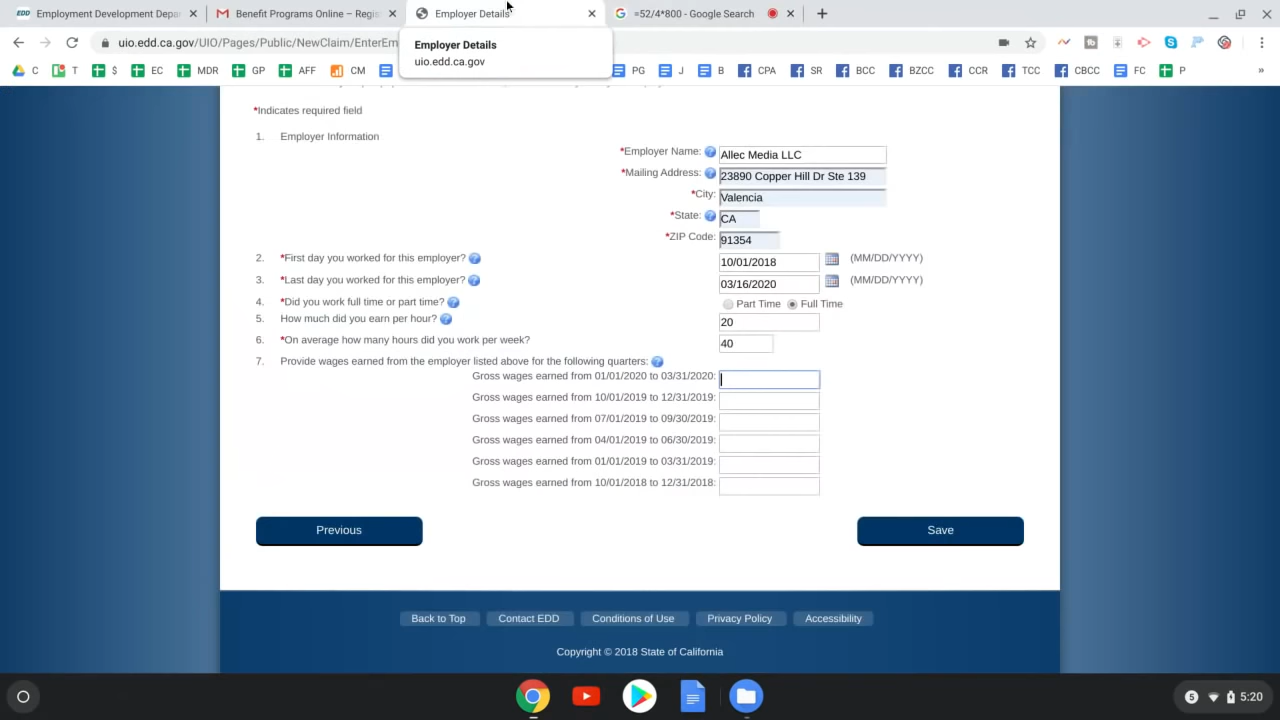 EDD Employment Development Depar
Benefit Programs Online – Register
Employer Details
=52/4*800 - Google Search
uio.edd.ca.gov/UIO/Pages/Public/NewClaim/EnterEm
Employer Details
uio.edd.ca.gov
C T $ EC MDR GP AFF CM PG J B CPA SR BCC BZCC CCR TCC CBCC FC P »
*Indicates required field
1. Employer Information
*Employer Name: Allec Media LLC
*Mailing Address: 23890 Copper Hill Dr Ste 139
*City: Valencia
*State: CA
*ZIP Code: 91354
2. *First day you worked for this employer? 10/01/2018 (MM/DD/YYYY)
3. *Last day you worked for this employer? 03/16/2020 (MM/DD/YYYY)
4. *Did you work full time or part time? Part Time Full Time
5. How much did you earn per hour? 20
6. *On average how many hours did you work per week? 40
7. Provide wages earned from the employer listed above for the following quarters:
Gross wages earned from 01/01/2020 to 03/31/2020:
Gross wages earned from 10/01/2019 to 12/31/2019:
Gross wages earned from 07/01/2019 to 09/30/2019:
Gross wages earned from 04/01/2019 to 06/30/2019:
Gross wages earned from 01/01/2019 to 03/31/2019:
Gross wages earned from 10/01/2018 to 12/31/2018:
Previous Save
Back to Top Contact EDD Conditions of Use Privacy Policy Accessibility
Copyright © 2018 State of California
5 5:20